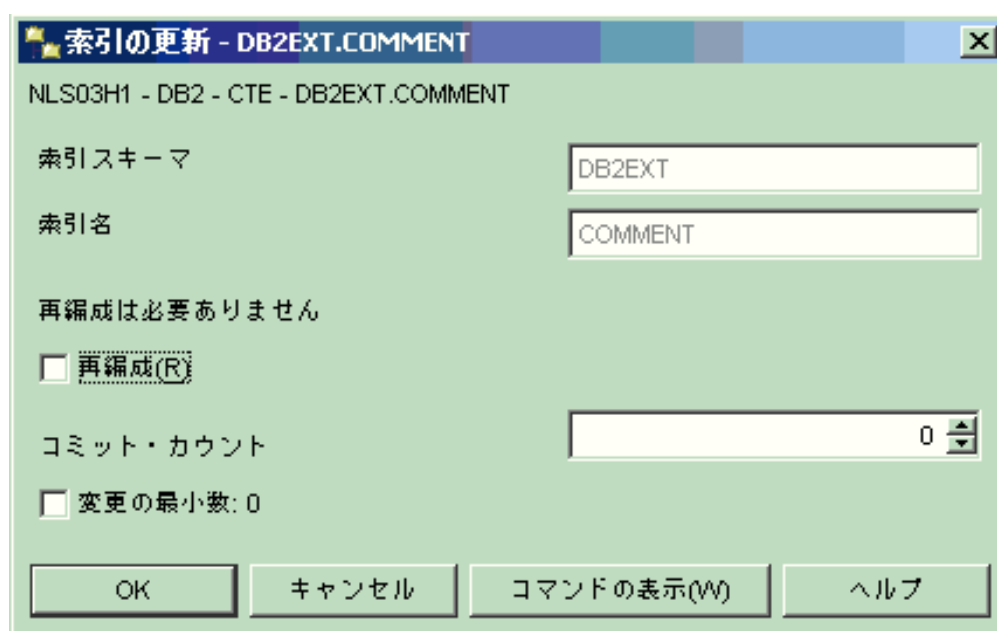 索引の更新 - DB2EXT.COMMENT
NLS03H1 - DB2 - CTE - DB2EXT.COMMENT
索引スキーマ DB2EXT
索引名 COMMENT
再編成は必要ありません
再編成(R)
コミット・カウント 0
変更の最小数: 0
OK キャンセル コマンドの表示(W) ヘルプ